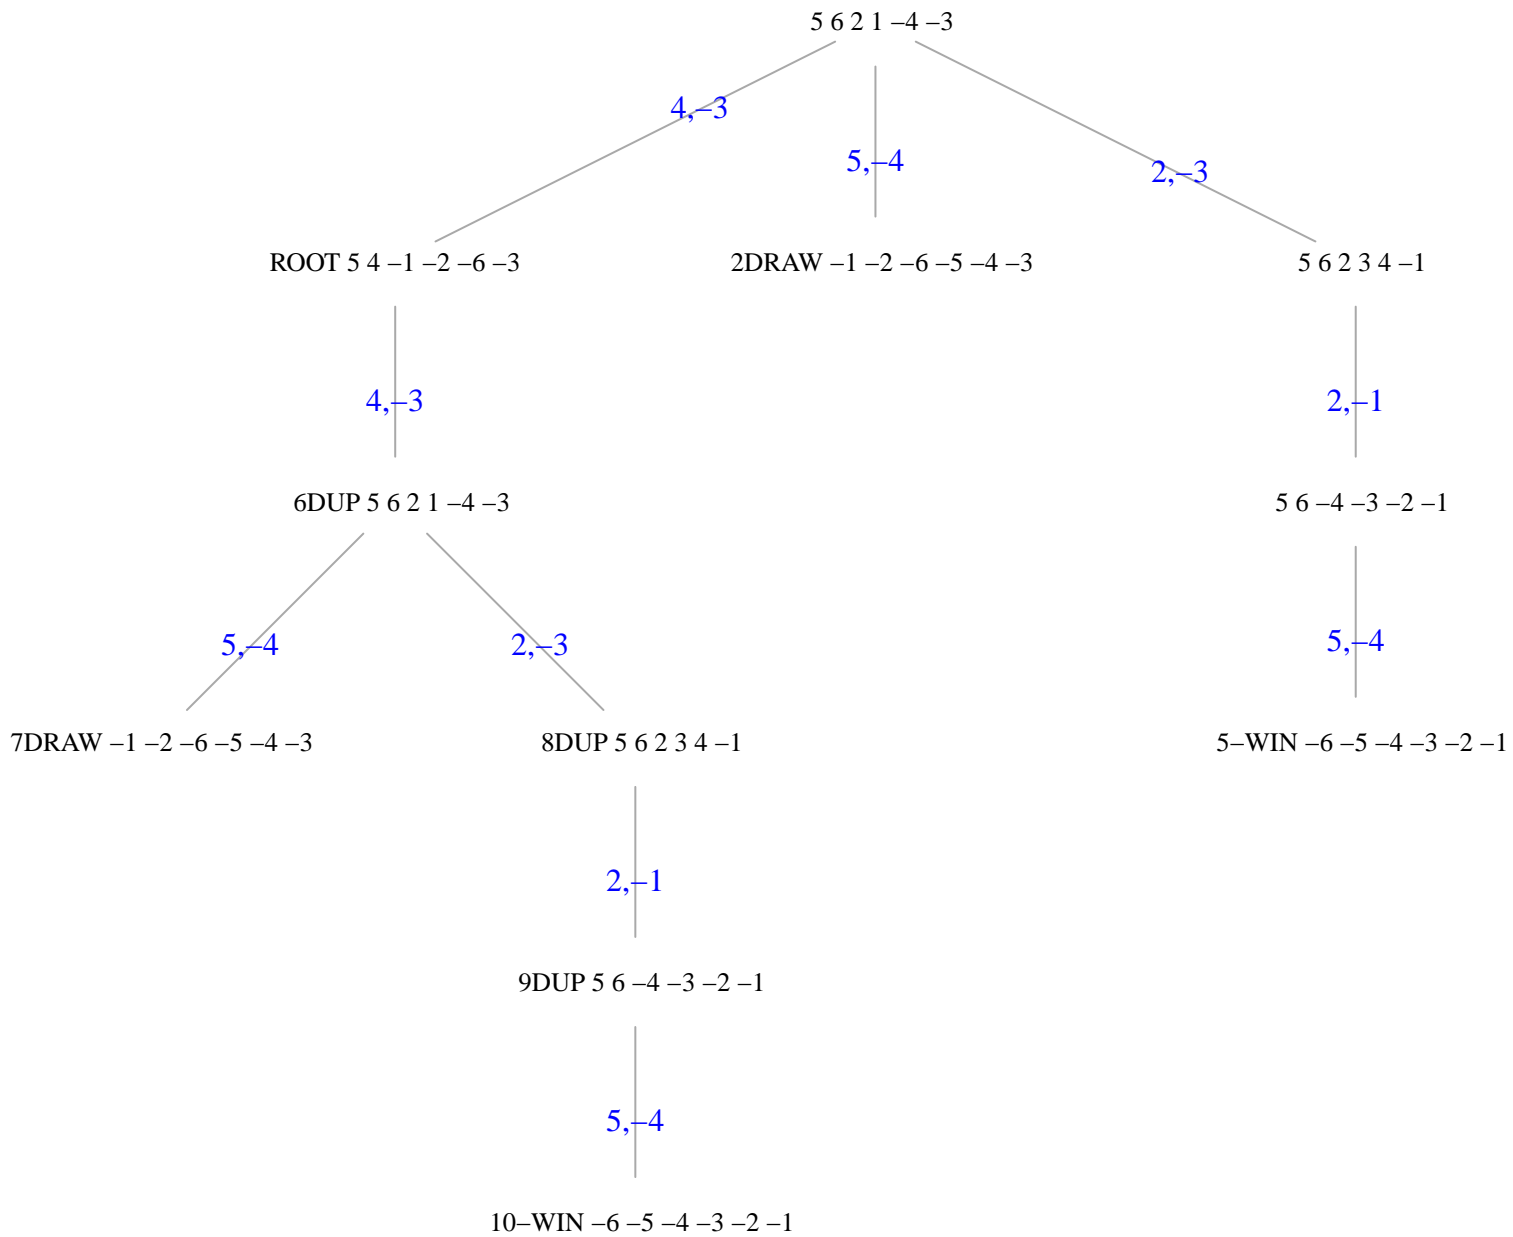 5 6 2 1 –4 –3
4,–3
5,–4
2,–3
ROOT 5 4 –1 –2 –6 –3
2DRAW –1 –2 –6 –5 –4 –3
5 6 2 3 4 –1
4,–3
2,–1
6DUP 5 6 2 1 –4 –3
5 6 –4 –3 –2 –1
5,–4
2,–3
5,–4
7DRAW –1 –2 –6 –5 –4 –3
8DUP 5 6 2 3 4 –1
5–WIN –6 –5 –4 –3 –2 –1
2,–1
9DUP 5 6 –4 –3 –2 –1
5,–4
10–WIN –6 –5 –4 –3 –2 –1